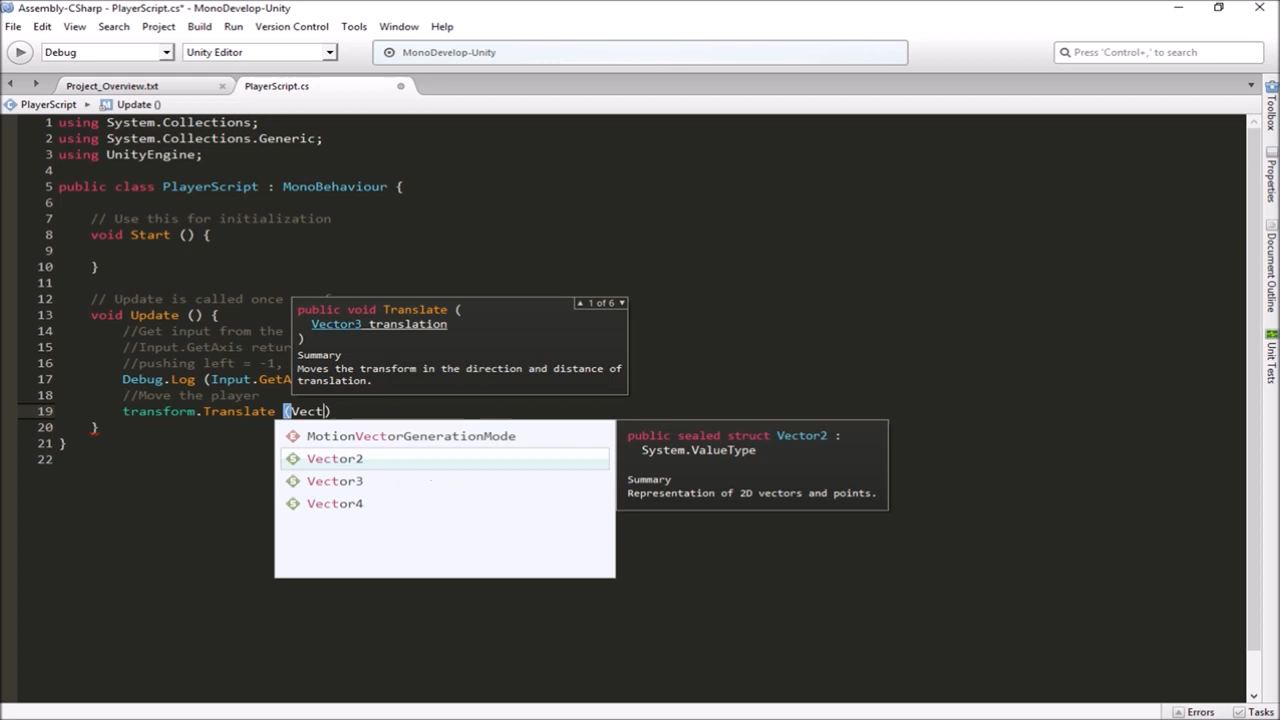 Assembly-CSharp - PlayerScript.cs* - MonoDevelop-Unity
File Edit View Search Project Build Run Version Control Tools Window Help
Debug Unity Editor MonoDevelop-Unity Press 'Control+,' to search
Project_Overview.txt PlayerScript.cs
PlayerScript Update ()
1 using System.Collections;
2 using System.Collections.Generic;
3 using UnityEngine;
4
5 public class PlayerScript : MonoBehaviour {
6
7 // Use this for initialization
8 void Start () {
9
10 }
11
12 // Update is called once
13 void Update () {
14 //Get input from the
15 //Input.GetAxis retur
16 //pushing left = -1,
17 Debug.Log (Input.GetA
18 //Move the player
19 transform.Translate (Vect)
20 }
21 }
22
public void Translate ( 1 of 6
Vector3 translation
)
Summary
Moves the transform in the direction and distance of
translation.
MotionVectorGenerationMode
Vector2
Vector3
Vector4
public sealed struct Vector2 :
System.ValueType
Summary
Representation of 2D vectors and points.
Toolbox
Properties
Document Outline
Unit Tests
Errors Tasks